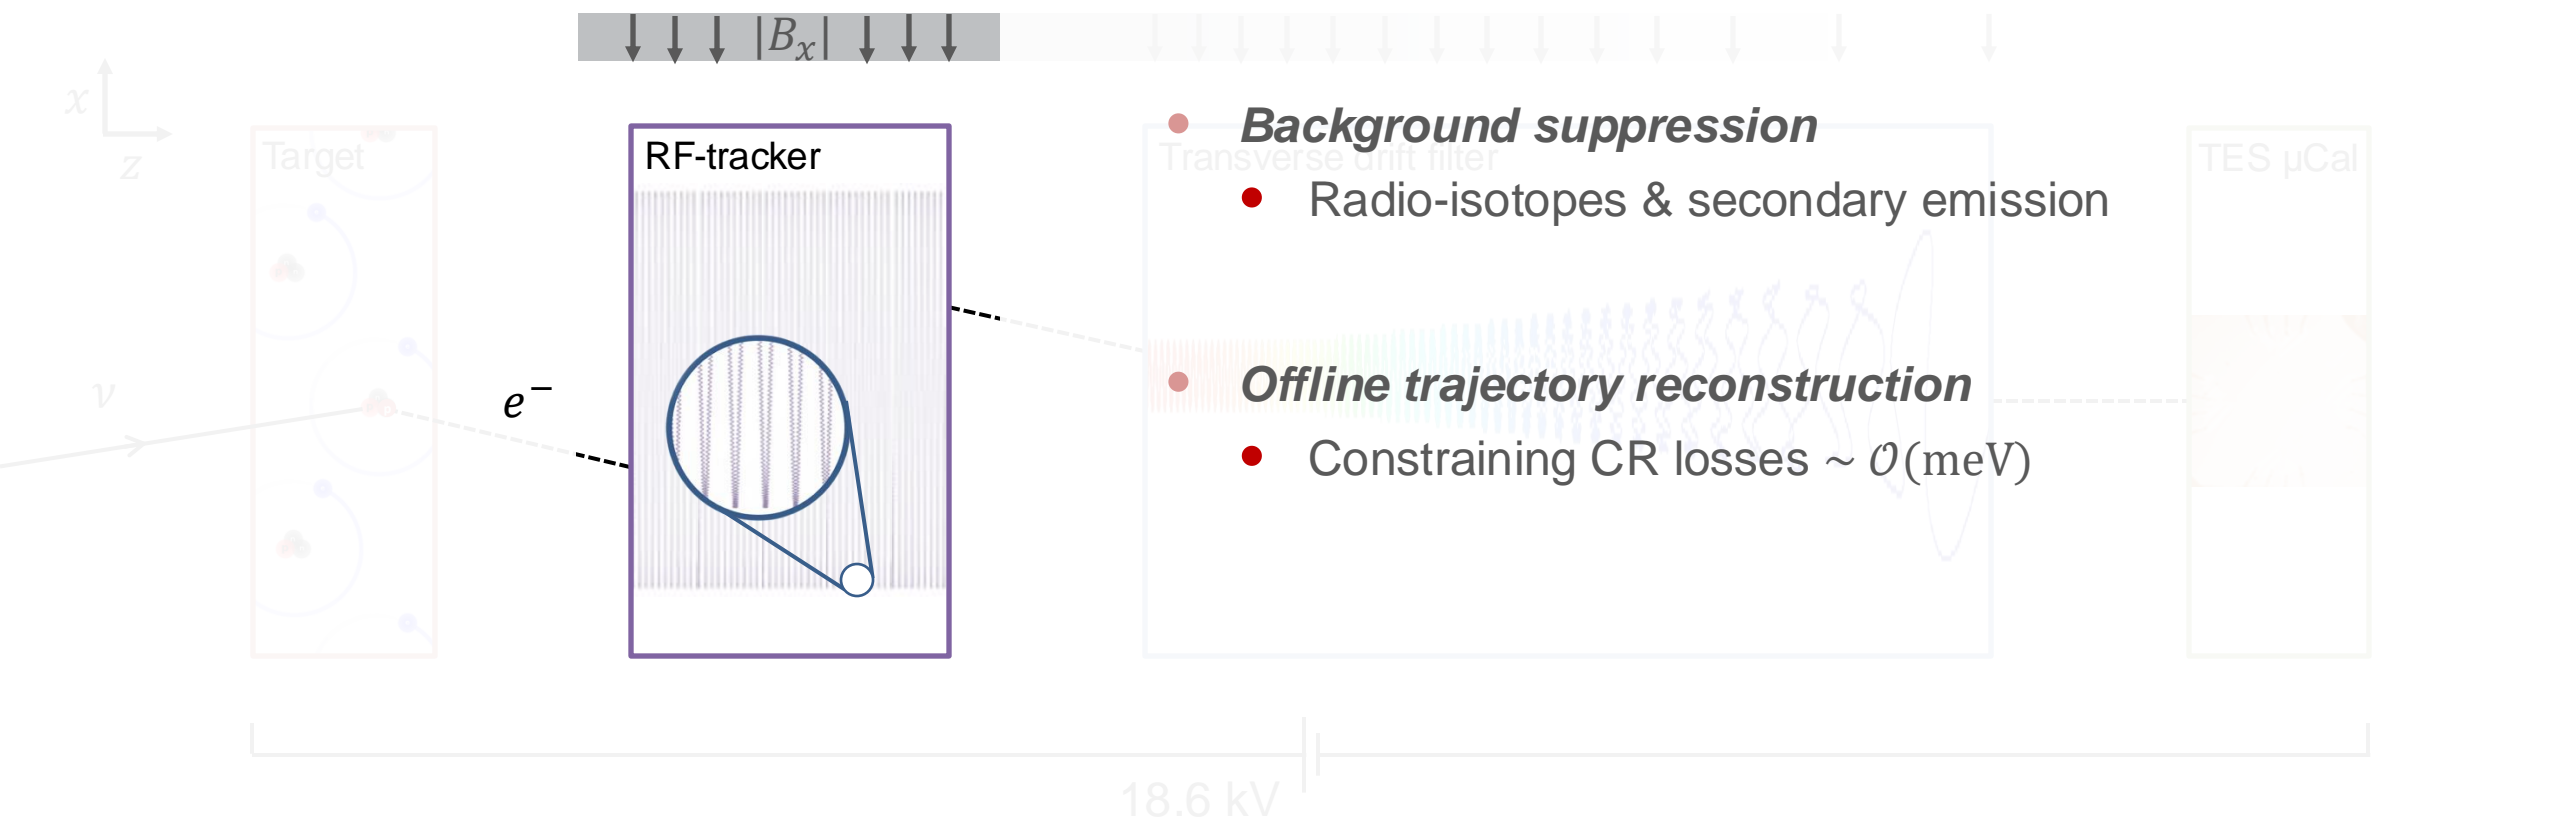 |Bₓ|
x
z
Target
RF-tracker
Background suppression
Transverse drift filter
TES µCal
Radio-isotopes & secondary emission
ν
e⁻
Offline trajectory reconstruction
Constraining CR losses ~ 𝒪(meV)
18.6 kV